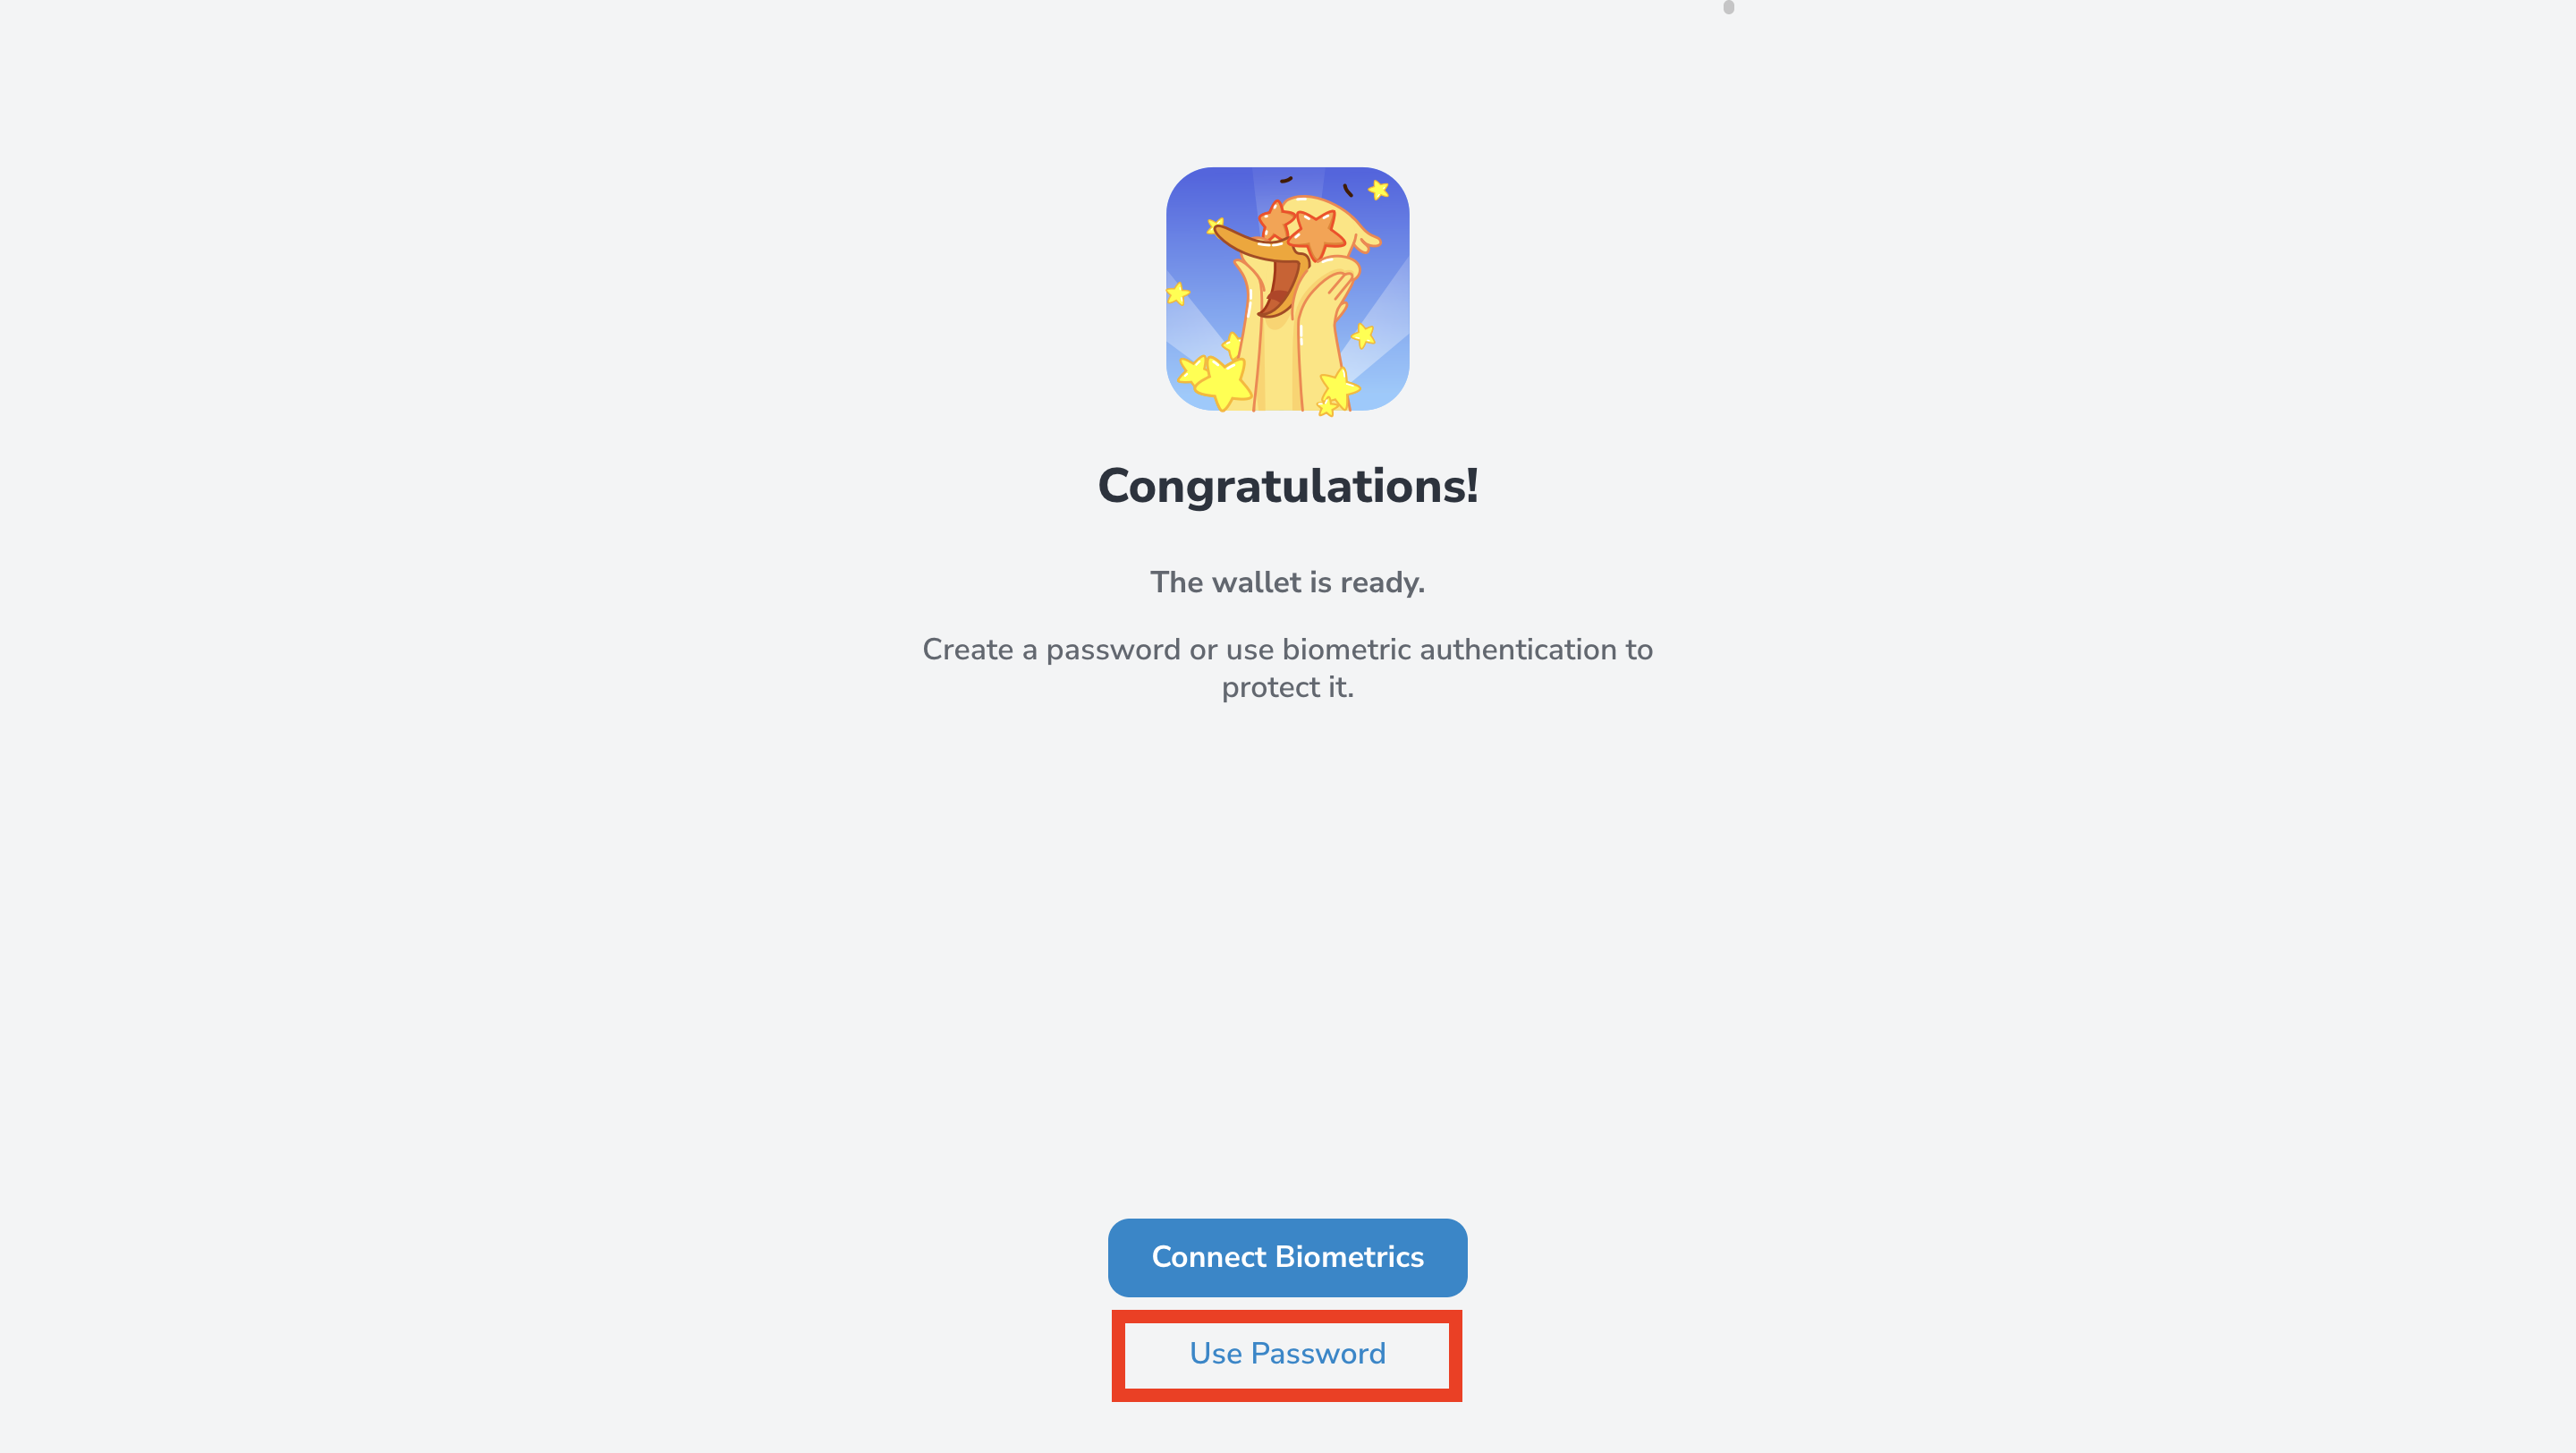 Congratulations!
The wallet is ready.
Create a password or use biometric authentication to
protect it.
Connect Biometrics
Use Password